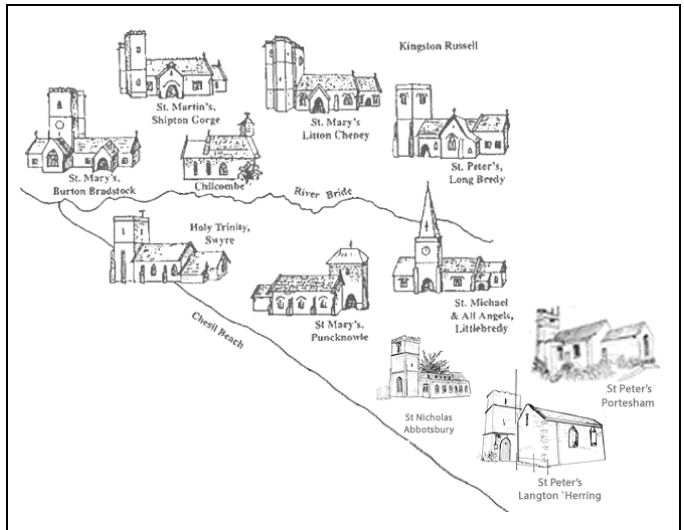 Kingston Russell
St. Martin's,
Shipton Gorge
St. Mary's
Litton Cheney
St. Peter's,
Long Bredy
St. Mary's,
Burton Bradstock
Chilcombe
River Bride
Holy Trinity,
Swyre
St Mary's,
Puncknowle
St. Michael
& All Angels,
Littlebredy
Chesil Beach
St Nicholas
Abbotsbury
St Peter's
Portesham
St Peter's
Langton `Herring